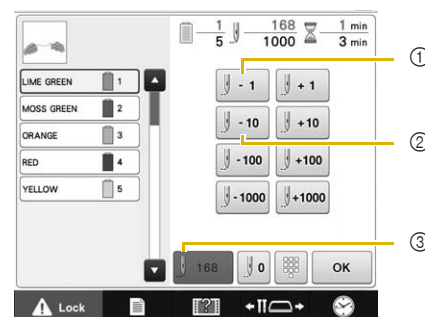 1 168 1 min
5 1000 3 min
①
LIME GREEN 1
- 1 + 1
MOSS GREEN 2
- 10 +10
②
ORANGE 3
RED 4
-100 +100
YELLOW 5
-1000 +1000
③
168 0 OK
Lock